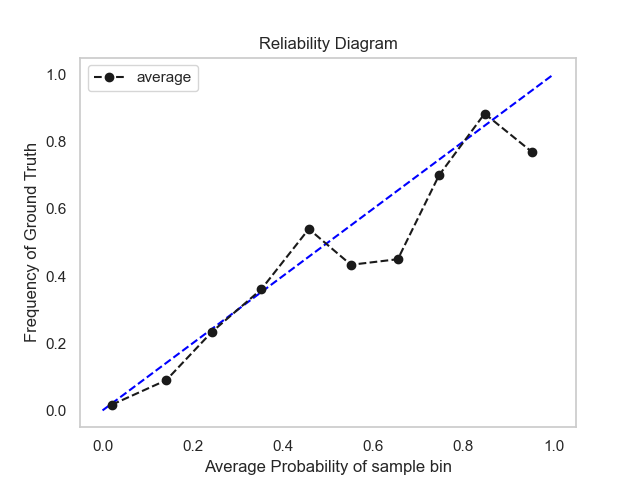 Reliability Diagram
average
1.0
0.8
0.6
0.4
0.2
0.0
Frequency of Ground Truth
0.0 0.2 0.4 0.6 0.8 1.0
Average Probability of sample bin